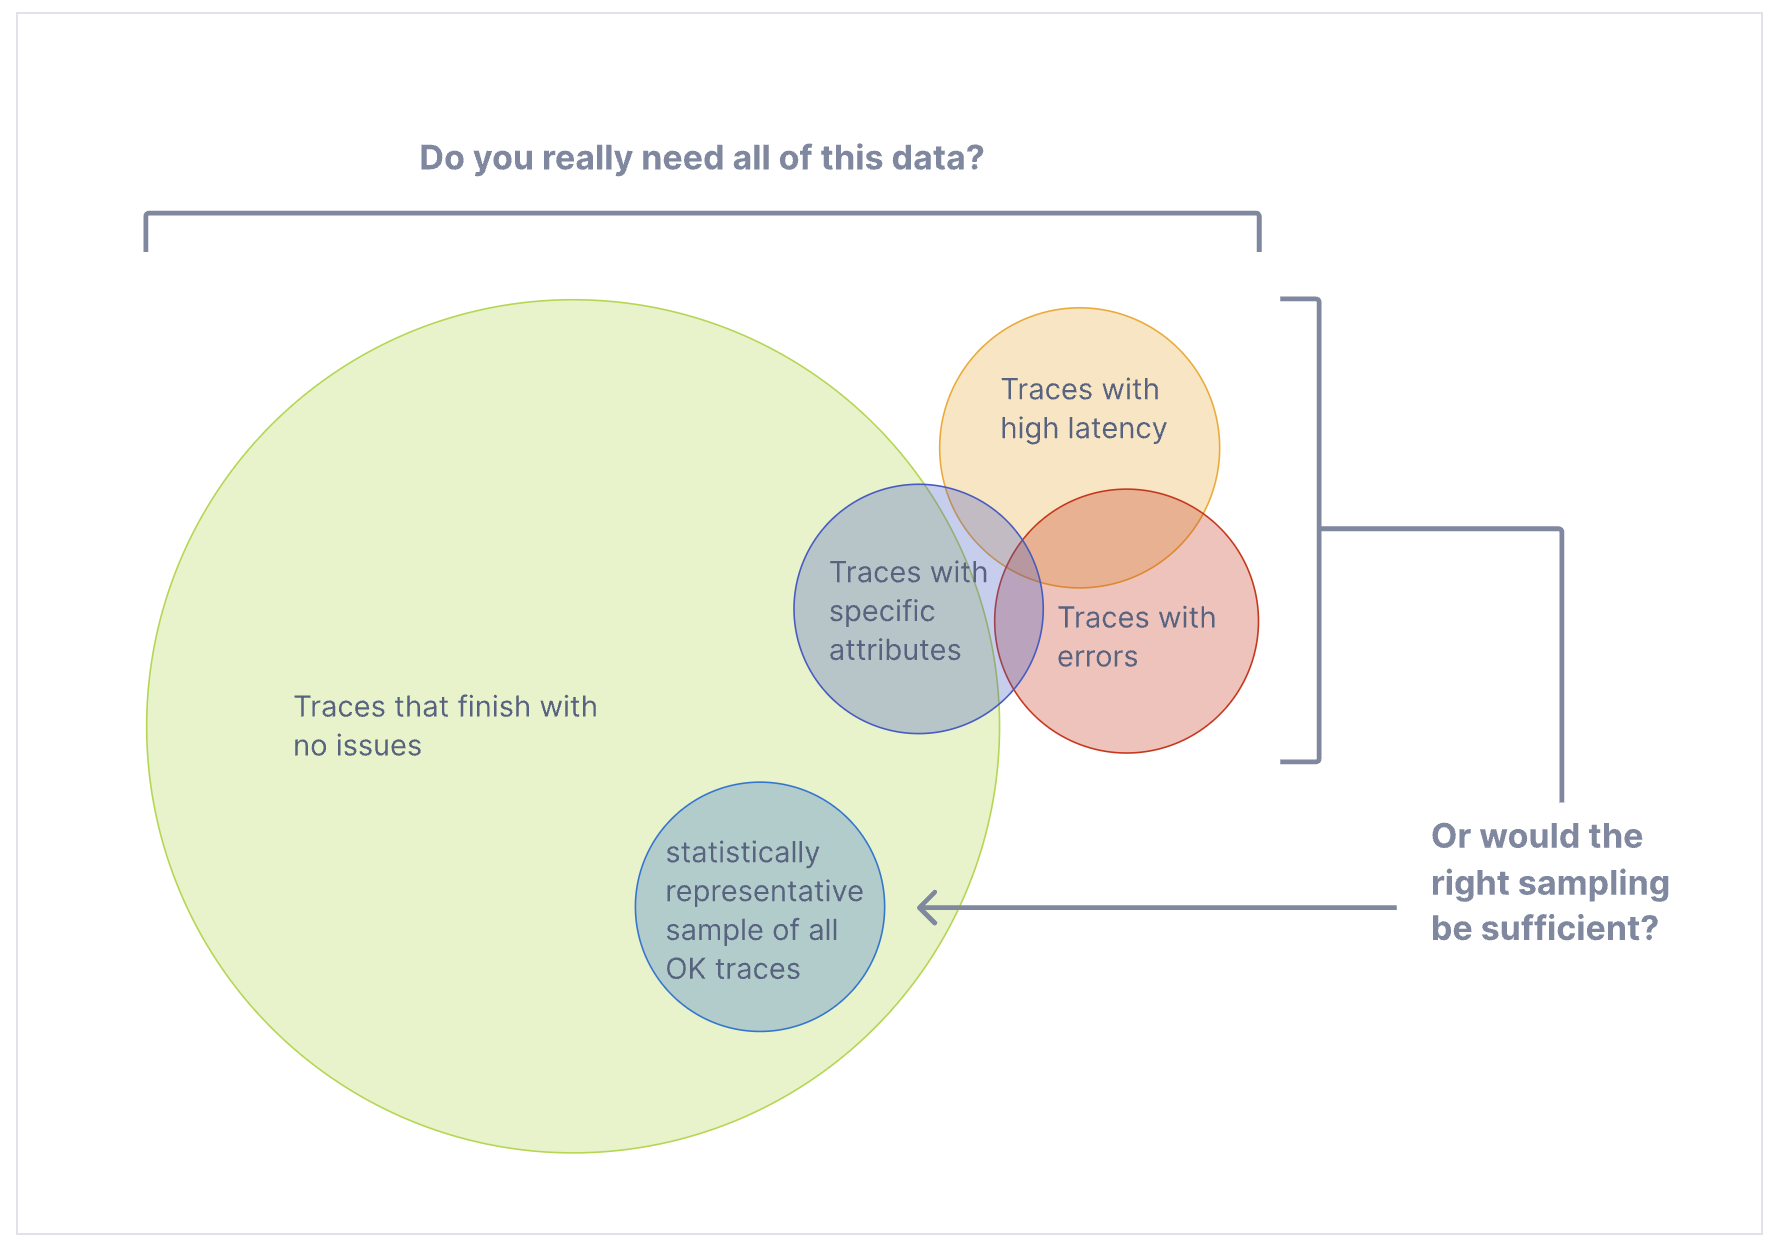 Do you really need all of this data?
Traces with
high latency
Traces with
specific
attributes
Traces with
errors
Traces that finish with
no issues
statistically
representative
sample of all
OK traces
Or would the
right sampling
be sufficient?